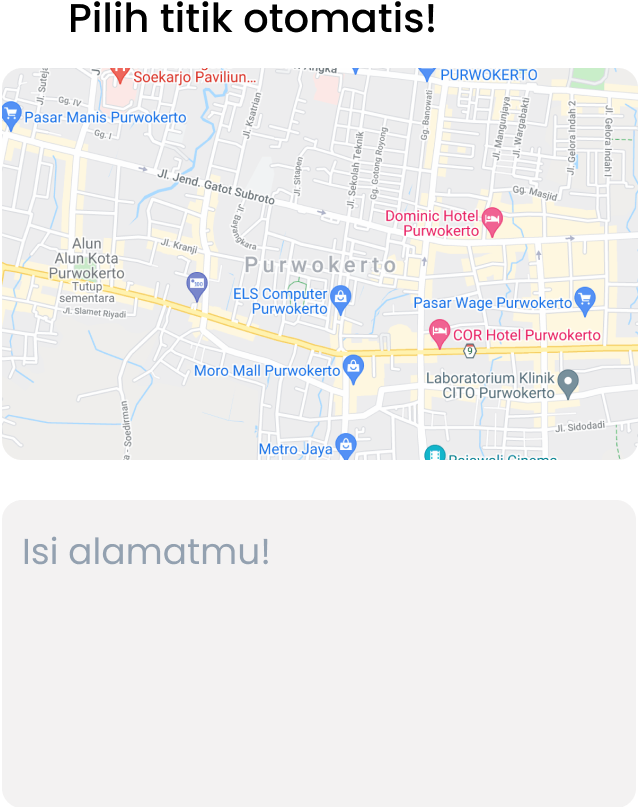 Pilih titik otomatis!
Soekarjo Paviliun...
PURWOKERTO
Jl. Suteja
Gg. IV
Pasar Manis Purwokerto
Gg. I
Jl. Ksatrian
Gg. Banowati
Jl. Mangunjaya
Jl. Wargabakti
Jl. Gelora Indah 2
Jl. Gelora Indah I
Jl. Sekolah Teknik
Gg. Gotong Royong
Jl. Sitapen
Jl. Jend. Gatot Subroto
Gg. Masjid
Jl. Bayangkara
Dominic Hotel
Purwokerto
Jl. Kranji
Alun
Alun Kota
Purwokerto
Tutup
sementara
Purwokerto
ELS Computer
Purwokerto
Pasar Wage Purwokerto
Jl. Slamet Riyadi
COR Hotel Purwokerto
9
Moro Mall Purwokerto
Laboratorium Klinik
CITO Purwokerto
Jl. Sidodadi
a - Soedirman
Metro Jaya
Rajawali Cinema
Isi alamatmu!